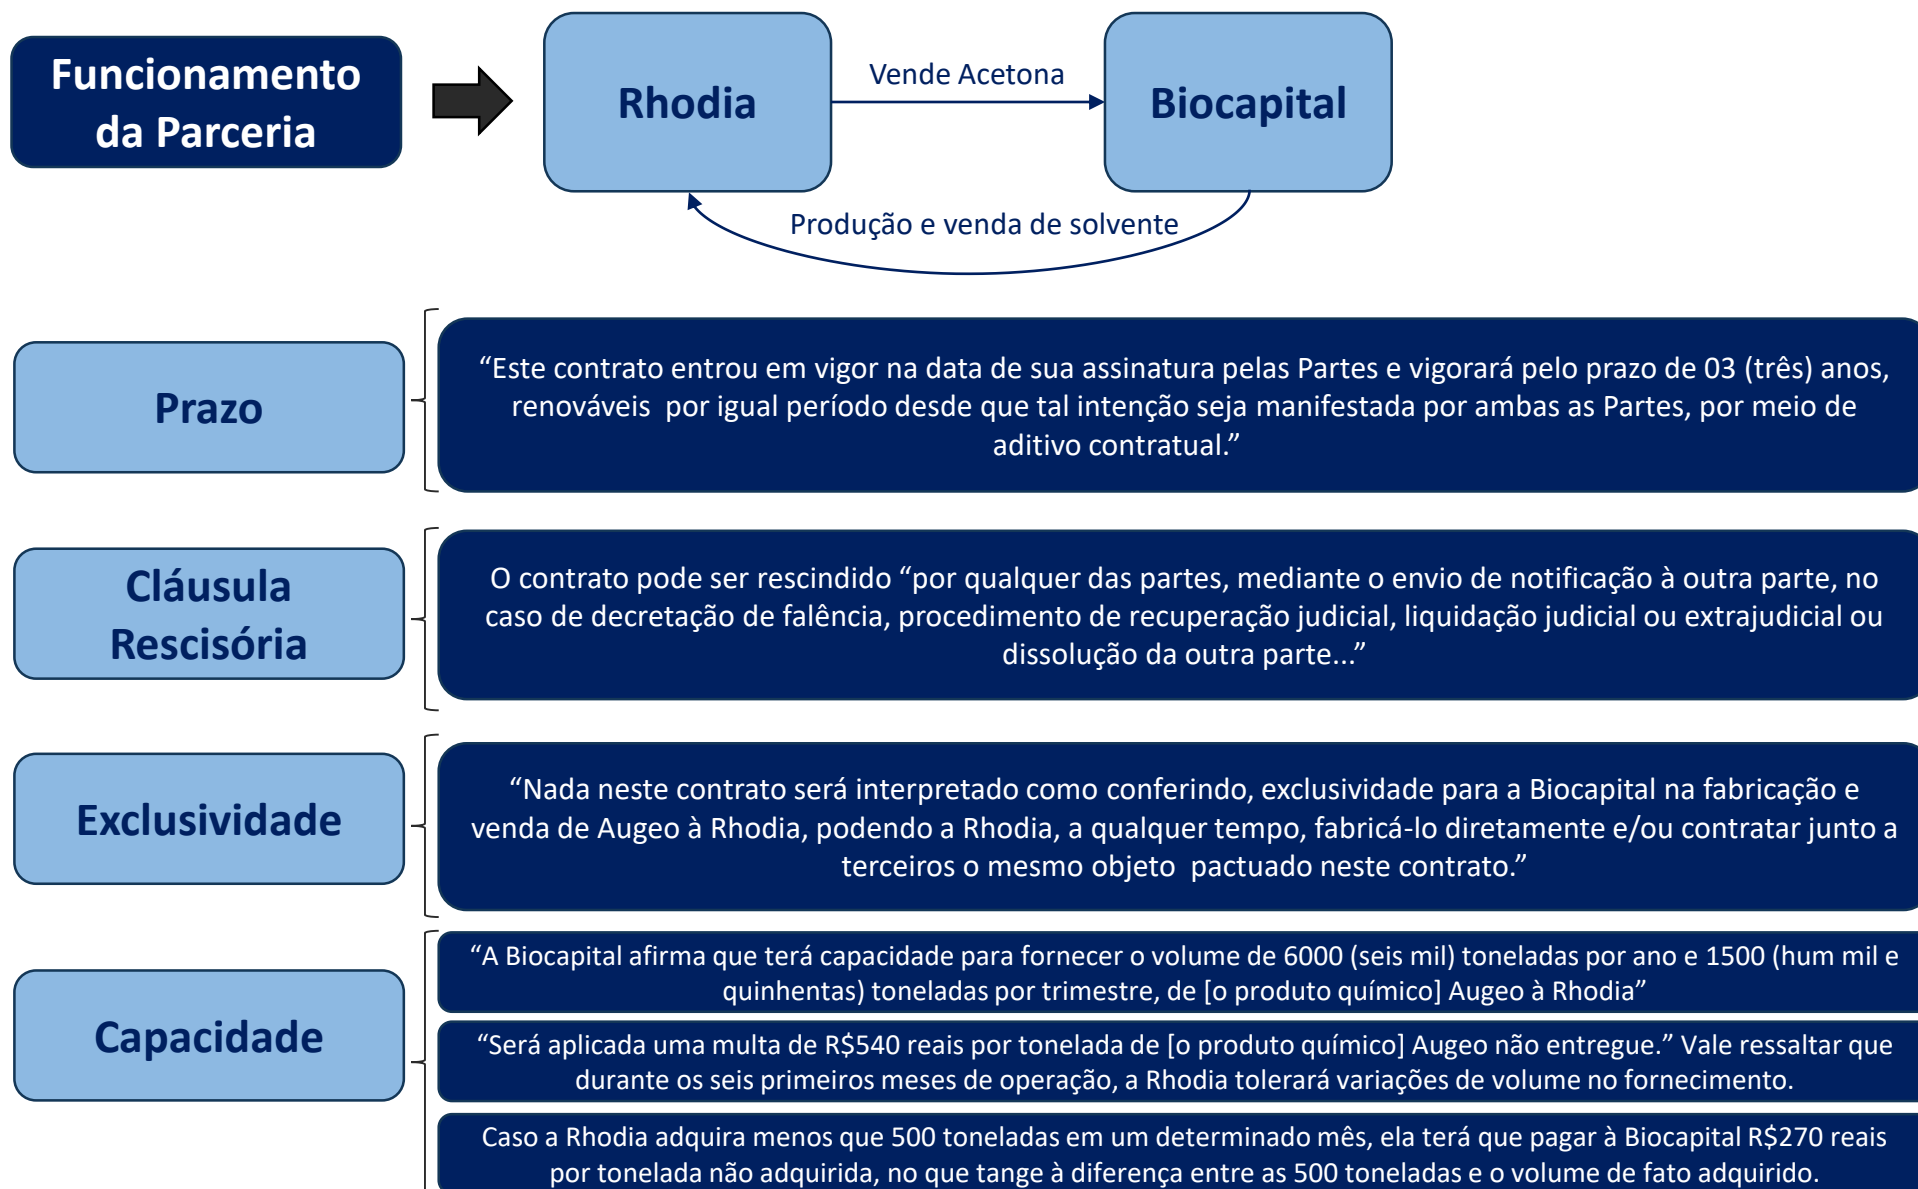 Funcionamento
da Parceria
Rhodia
Vende Acetona
Biocapital
Produção e venda de solvente
Prazo
“Este contrato entrou em vigor na data de sua assinatura pelas Partes e vigorará pelo prazo de 03 (três) anos,
renováveis por igual período desde que tal intenção seja manifestada por ambas as Partes, por meio de
aditivo contratual.”
Cláusula
Rescisória
O contrato pode ser rescindido “por qualquer das partes, mediante o envio de notificação à outra parte, no
caso de decretação de falência, procedimento de recuperação judicial, liquidação judicial ou extrajudicial ou
dissolução da outra parte...”
Exclusividade
“Nada neste contrato será interpretado como conferindo, exclusividade para a Biocapital na fabricação e
venda de Augeo à Rhodia, podendo a Rhodia, a qualquer tempo, fabricá-lo diretamente e/ou contratar junto a
terceiros o mesmo objeto pactuado neste contrato.”
Capacidade
“A Biocapital afirma que terá capacidade para fornecer o volume de 6000 (seis mil) toneladas por ano e 1500 (hum mil e
quinhentas) toneladas por trimestre, de [o produto químico] Augeo à Rhodia”
“Será aplicada uma multa de R$540 reais por tonelada de [o produto químico] Augeo não entregue.” Vale ressaltar que
durante os seis primeiros meses de operação, a Rhodia tolerará variações de volume no fornecimento.
Caso a Rhodia adquira menos que 500 toneladas em um determinado mês, ela terá que pagar à Biocapital R$270 reais
por tonelada não adquirida, no que tange à diferença entre as 500 toneladas e o volume de fato adquirido.